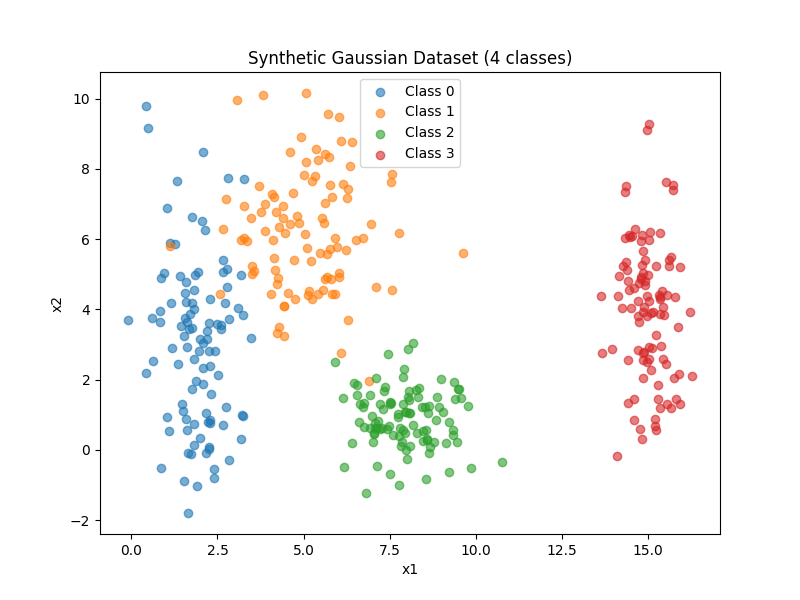 Synthetic Gaussian Dataset (4 classes)
Class 0
Class 1
Class 2
Class 3
10
8
6
4
2
0
−2
x2
0.0 2.5 5.0 7.5 10.0 12.5 15.0
x1